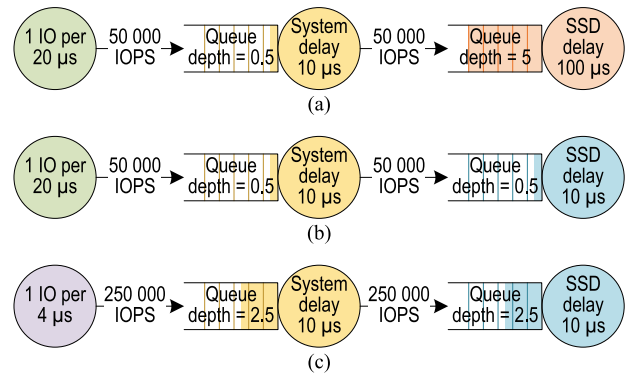 1 IO per
20 µs
50 000
IOPS
Queue
depth = 0.5
System
delay
10 µs
50 000
IOPS
Queue
depth = 5
SSD
delay
100 µs
(a)
1 IO per
20 µs
50 000
IOPS
Queue
depth = 0.5
System
delay
10 µs
50 000
IOPS
Queue
depth = 0.5
SSD
delay
10 µs
(b)
1 IO per
4 µs
250 000
IOPS
Queue
depth = 2.5
System
delay
10 µs
250 000
IOPS
Queue
depth = 2.5
SSD
delay
10 µs
(c)